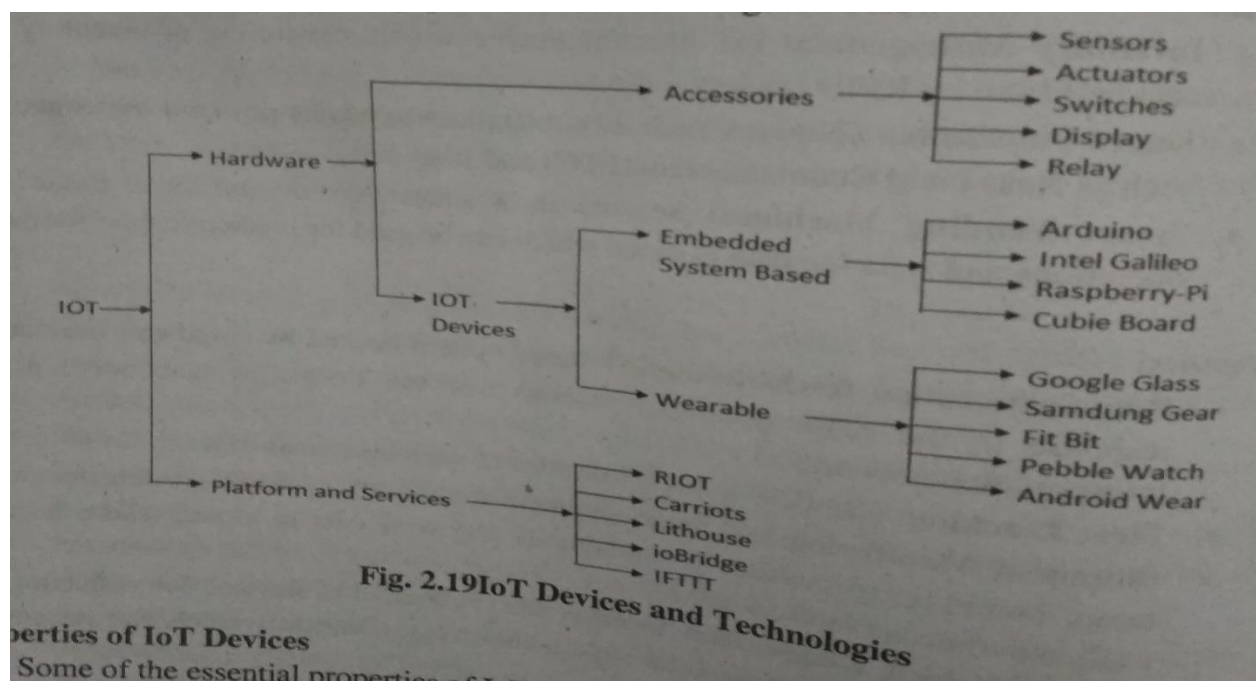 Sensors
Actuators
Accessories
Switches
Display
Hardware
Relay
Embedded
System Based
Arduino
Intel Galileo
Raspberry-Pi
Cubie Board
IOT
IOT
Devices
Wearable
Google Glass
Samdung Gear
Fit Bit
Pebble Watch
Android Wear
Platform and Services
RIOT
Carriots
Lithouse
ioBridge
IFTTT
Fig. 2.19IoT Devices and Technologies
perties of IoT Devices
Some of the essential properties of